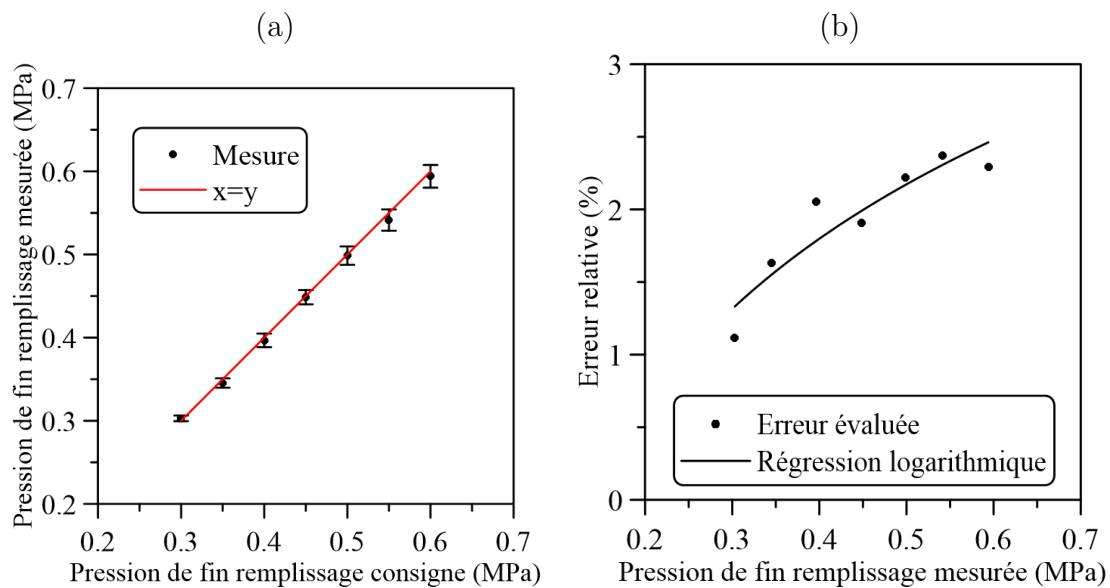 (a)
Pression de fin remplissage mesurée (MPa)
0.7
0.6
0.5
0.4
0.3
0.2
Mesure
x=y
0.2 0.3 0.4 0.5 0.6 0.7
Pression de fin remplissage consigne (MPa)
(b)
Erreur relative (%)
3
2
1
0
Erreur évaluée
Régression logarithmique
0.2 0.3 0.4 0.5 0.6 0.7
Pression de fin remplissage mesurée (MPa)